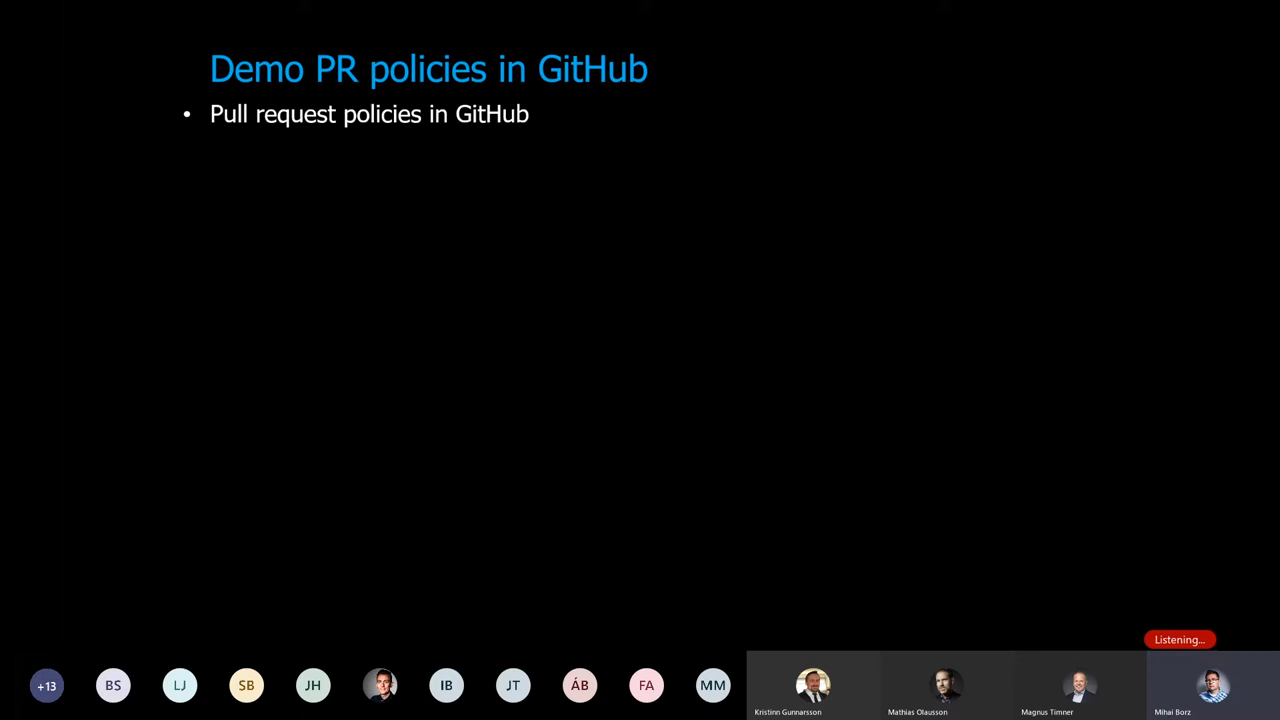 Demo PR policies in GitHub
• Pull request policies in GitHub
Listening...
+13
BS
LJ
SB
JH
IB
JT
ÁB
FA
MM
Kristinn Gunnarsson
Mathias Olausson
Magnus Timner
Mihai Borz